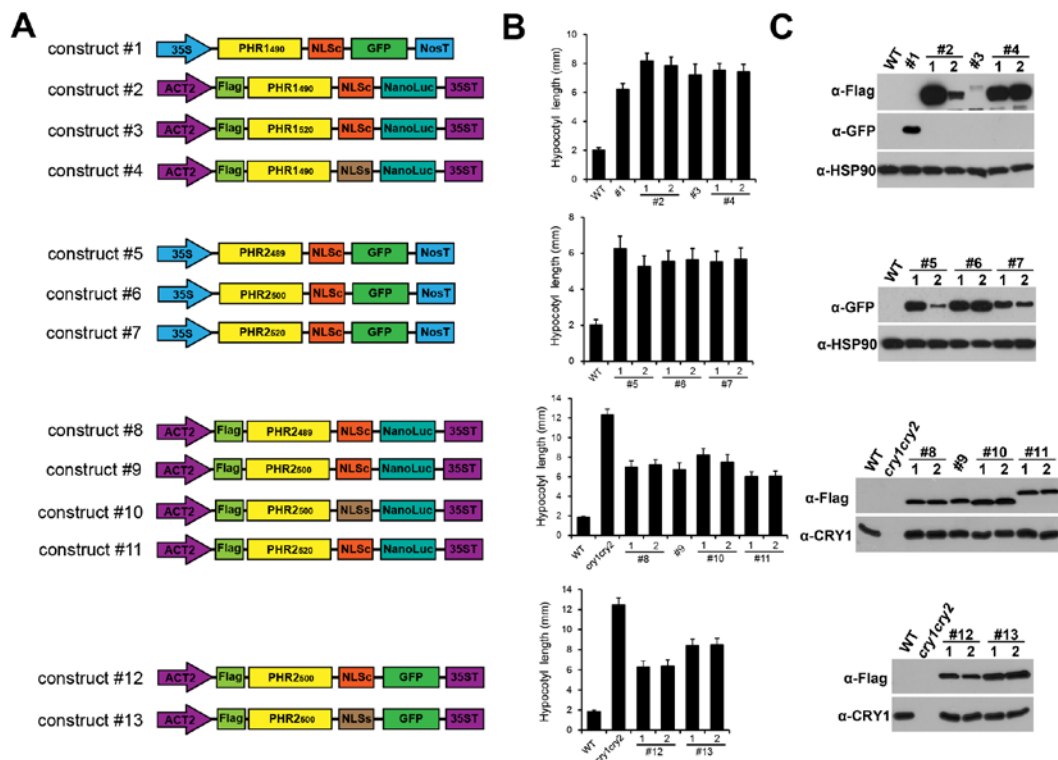 A
construct #1 35S PHR1490 NLSc GFP NosT
construct #2 ACT2 Flag PHR1490 NLSc NanoLuc 35ST
construct #3 ACT2 Flag PHR1520 NLSc NanoLuc 35ST
construct #4 ACT2 Flag PHR1490 NLSs NanoLuc 35ST
construct #5 35S PHR2489 NLSc GFP NosT
construct #6 35S PHR2500 NLSc GFP NosT
construct #7 35S PHR2520 NLSc GFP NosT
construct #8 ACT2 Flag PHR2489 NLSc NanoLuc 35ST
construct #9 ACT2 Flag PHR2500 NLSc NanoLuc 35ST
construct #10 ACT2 Flag PHR2500 NLSs NanoLuc 35ST
construct #11 ACT2 Flag PHR2520 NLSc NanoLuc 35ST
construct #12 ACT2 Flag PHR2500 NLSc GFP 35ST
construct #13 ACT2 Flag PHR2500 NLSs GFP 35ST
B
Hypocotyl length (mm)
10
8
6
4
2
0
WT #1 1 2 #3 1 2
#2 #4
Hypocotyl length (mm)
8
6
4
2
0
WT 1 2 1 2 1 2
#5 #6 #7
Hypocotyl length (mm)
14
12
10
8
6
4
2
0
WT cry1cry2 1 2 #9 1 2 1 2
#8 #10 #11
Hypocotyl length (mm)
14
12
10
8
6
4
2
0
WT cry1cry2 1 2 1 2
#12 #13
C
WT #1 #2 #3 #4
1 2 1 2
α-Flag
α-GFP
α-HSP90
WT #5 #6 #7
1 2 1 2 1 2
α-GFP
α-HSP90
WT cry1cry2 #8 #9 #10 #11
1 2 1 2 1 2
α-Flag
α-CRY1
WT cry1cry2 #12 #13
1 2 1 2
α-Flag
α-CRY1